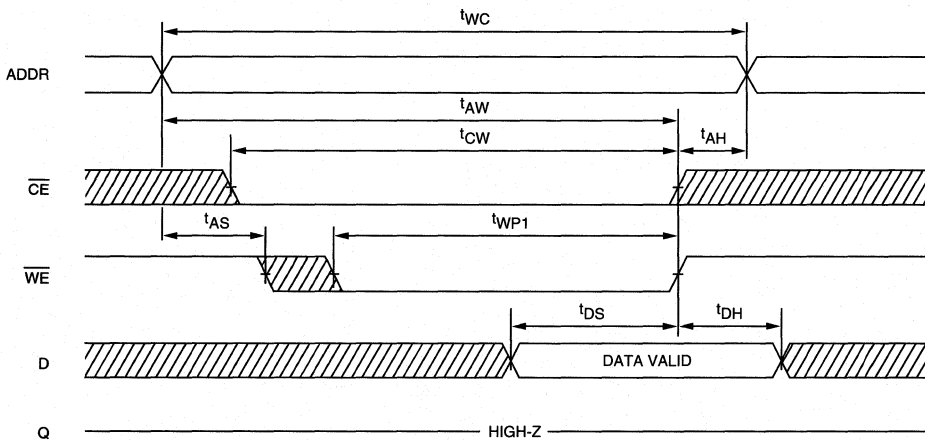 tWC
ADDR
tAW
tCW
tAH
CE
tAS
tWP1
WE
tDS
tDH
D
DATA VALID
Q
HIGH-Z